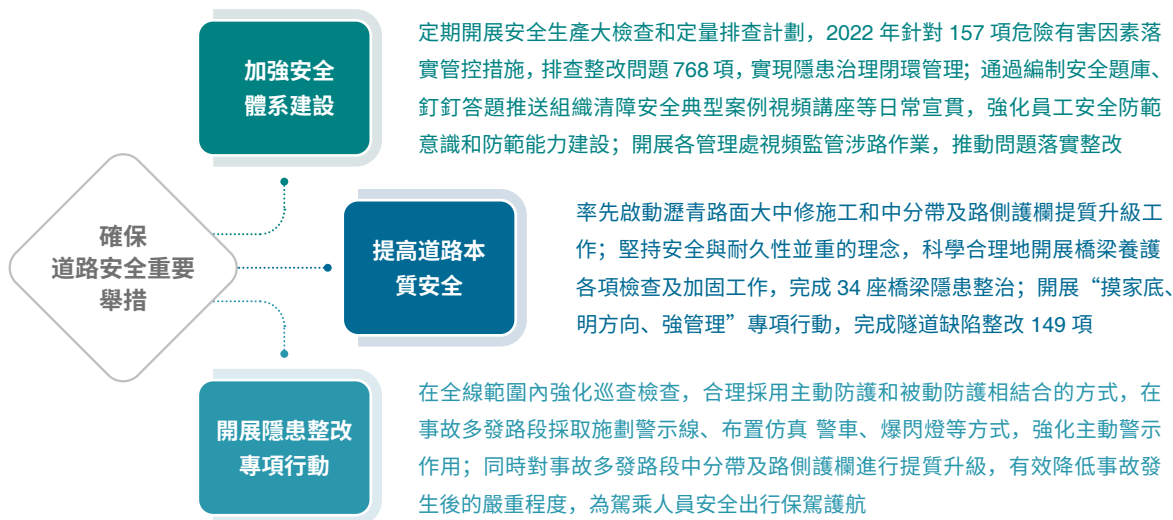 加強安全
體系建設
定期開展安全生產大檢查和定量排查計劃，2022 年針對 157 項危險有害因素落
實管控措施，排查整改問題 768 項，實現隱患治理閉環管理；通過編制安全題庫、
釘釘答題推送組織清障安全典型案例視頻講座等日常宣貫，強化員工安全防範
意識和防範能力建設；開展各管理處視頻監管涉路作業，推動問題落實整改
確保
道路安全重要
舉措
提高道路本
質安全
率先啟動瀝青路面大中修施工和中分帶及路側護欄提質升級工
作；堅持安全與耐久性並重的理念，科學合理地開展橋梁養護
各項檢查及加固工作，完成 34 座橋梁隱患整治；開展“摸家底、
明方向、強管理”專項行動，完成隧道缺陷整改 149 項
開展隱患整改
專項行動
在全線範圍內強化巡查檢查，合理採用主動防護和被動防護相結合的方式，在
事故多發路段採取施劃警示線、布置仿真 警車、爆閃燈等方式，強化主動警示
作用；同時對事故多發路段中分帶及路側護欄進行提質升級，有效降低事故發
生後的嚴重程度，為駕乘人員安全出行保駕護航